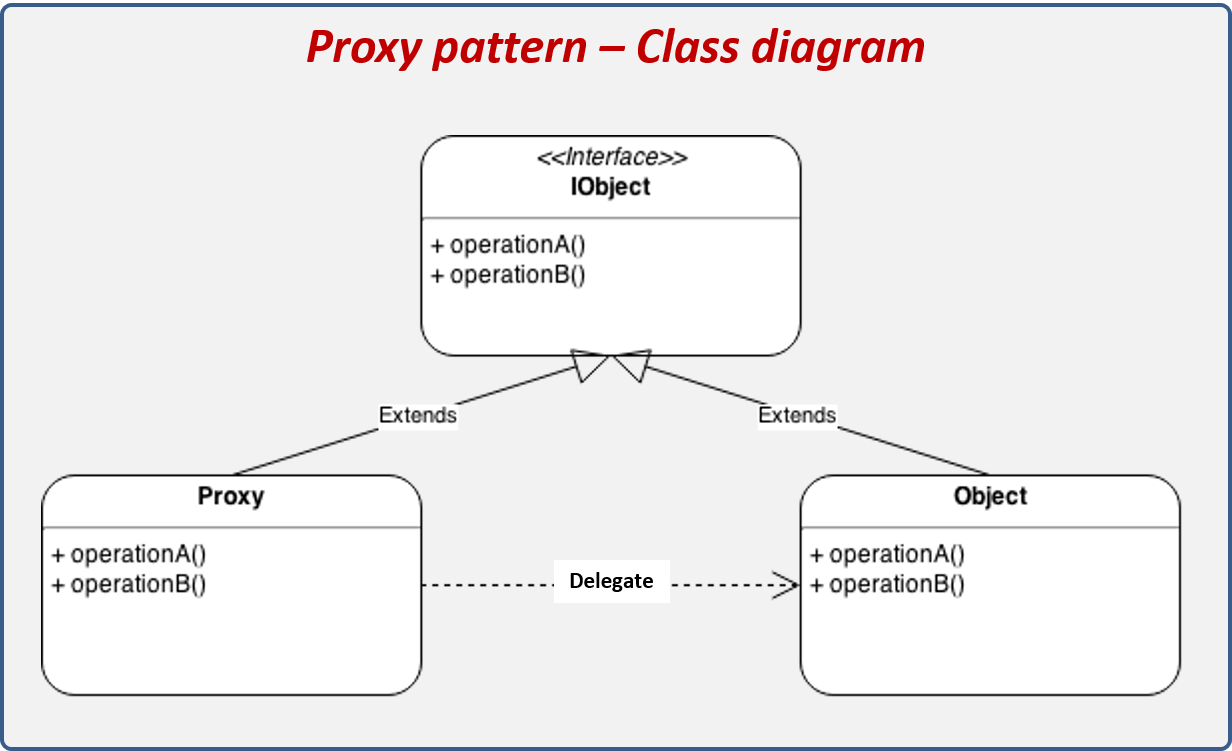 Proxy pattern – Class diagram
<<Interface>>
IObject
+ operationA()
+ operationB()
Extends
Extends
Proxy
+ operationA()
+ operationB()
Delegate
Object
+ operationA()
+ operationB()